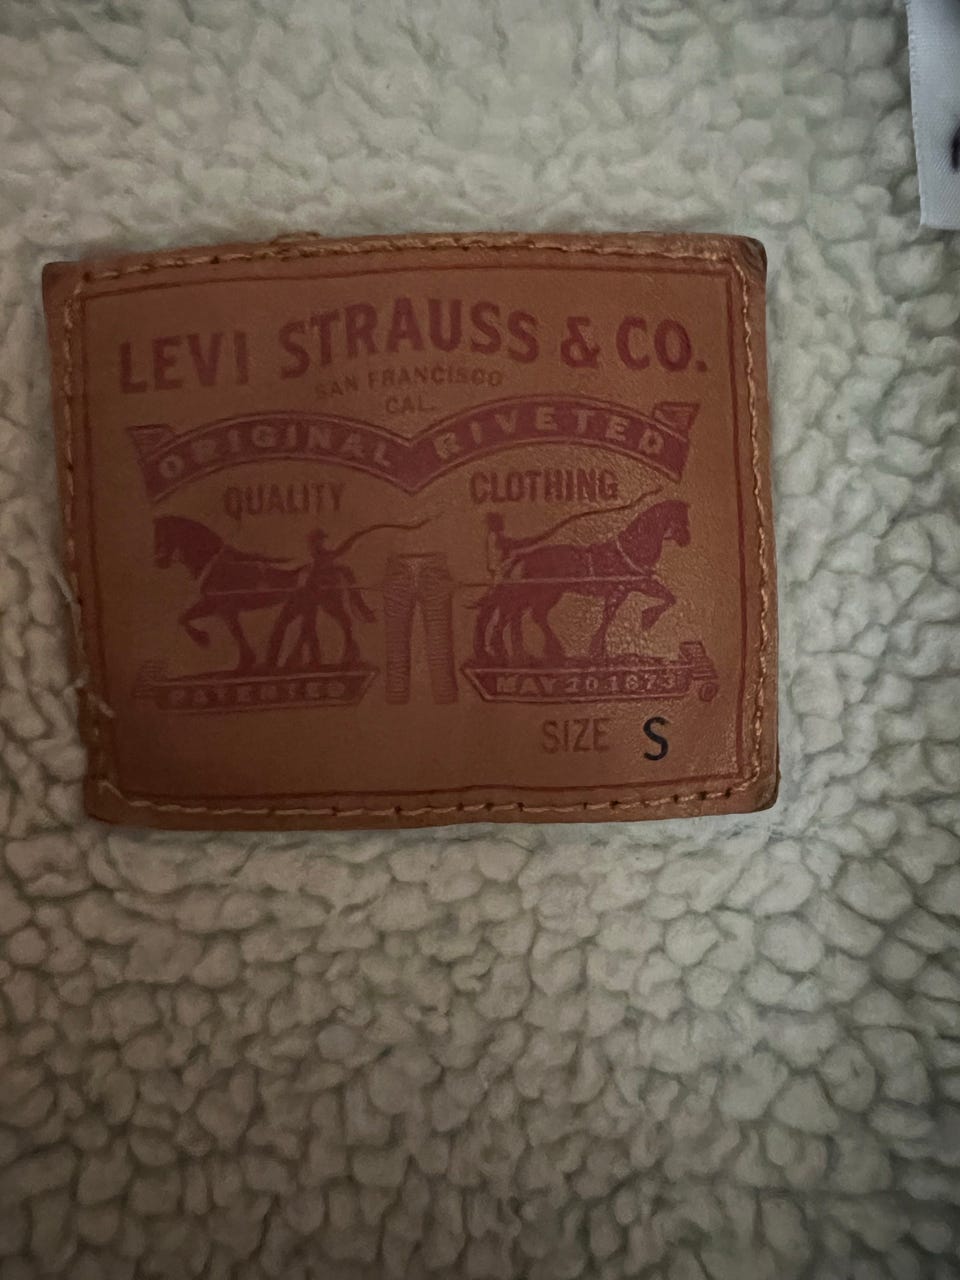 LEVI STRAUSS & CO.
SAN FRANCISCO
CAL.
ORIGINAL RIVETED
QUALITY CLOTHING
PATENTED MAY 20 1873
SIZE S